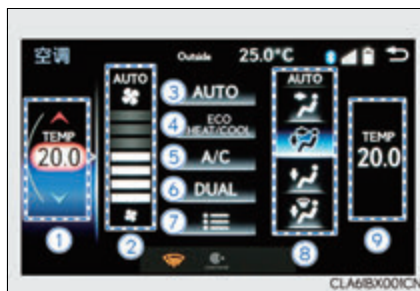 空调 Outside 25.0°C
AUTO AUTO
③ AUTO
④ ECO HEAT/COOL
TEMP TEMP
20.0 20.0
⑤ A/C
⑥ DUAL
⑦
① ② ⑧ ⑨
CLA61BX001CN